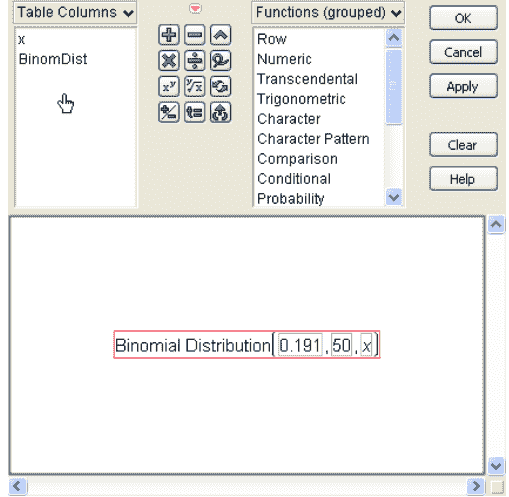 Table Columns
Functions (grouped)
OK
x
BinomDist
Row
Numeric
Transcendental
Trigonometric
Character
Character Pattern
Comparison
Conditional
Probability
Cancel
Apply
Clear
Help
Binomial Distribution(0.191,50,x)